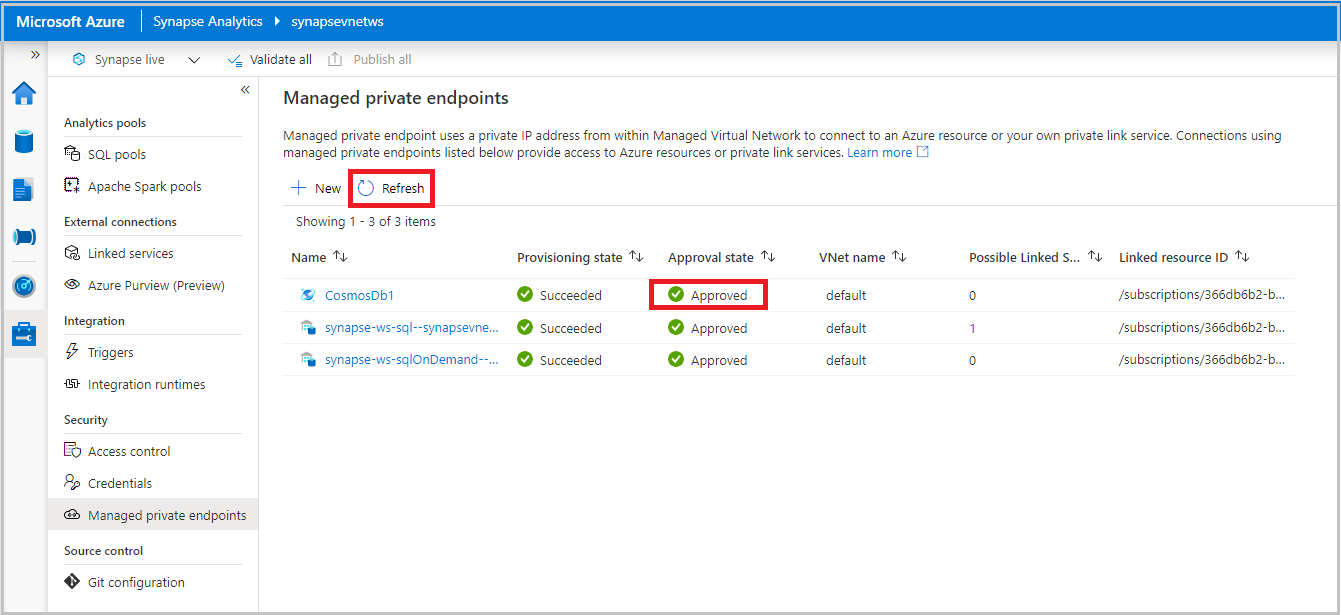 Microsoft Azure
Synapse Analytics
synapsevnetws
Synapse live
Validate all
Publish all
Analytics pools
SQL pools
Apache Spark pools
External connections
Linked services
Azure Purview (Preview)
Integration
Triggers
Integration runtimes
Security
Access control
Credentials
Managed private endpoints
Source control
Git configuration
Managed private endpoints
Managed private endpoint uses a private IP address from within Managed Virtual Network to connect to an Azure resource or your own private link service. Connections using
managed private endpoints listed below provide access to Azure resources or private link services. Learn more
New Refresh
Showing 1 - 3 of 3 items
Name Provisioning state Approval state VNet name Possible Linked S... Linked resource ID
CosmosDb1 Succeeded Approved default 0 /subscriptions/366db6b2-b...
synapse-ws-sql--synapsevne... Succeeded Approved default 1 /subscriptions/366db6b2-b...
synapse-ws-sqlOnDemand--... Succeeded Approved default 0 /subscriptions/366db6b2-b...